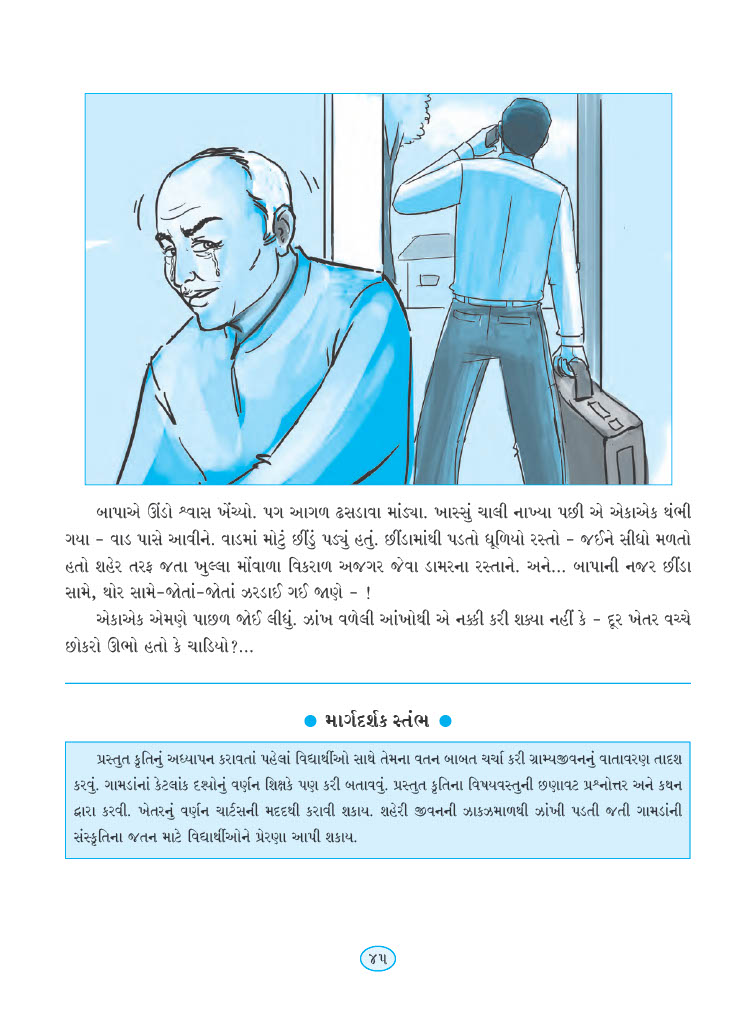 બાપાએ ઊંડો શ્વાસ ખેંચ્યો. પગ આગળ ઢસડાવા માંડ્યા. ખાસ્સું ચાલી નાખ્યા પછી એ એકાએક થંભી
ગયા - વાડ પાસે આવીને. વાડમાં મોટું છીંડું પડ્યું હતું. છીંડામાંથી પડતો ધૂળિયો રસ્તો - જઈને સીધો મળતો
હતો શહેર તરફ જતા ખુલ્લા મોંવાળા વિકરાળ અજગર જેવા ડામરના રસ્તાને. અને... બાપાની નજર છીંડા
સામે, થોર સામે-જોતાં-જોતાં ઝરડાઈ ગઈ જાણે - !
એકાએક એમણે પાછળ જોઈ લીધું. ઝાંખ વળેલી આંખોથી એ નક્કી કરી શક્યા નહીં કે - દૂર ખેતર વચ્ચે
છોકરો ઊભો હતો કે ચાડિયો?...
● માર્ગદર્શક સ્તંભ ●
પ્રસ્તુત કૃતિનું અધ્યાપન કરાવતાં પહેલાં વિદ્યાર્થીઓ સાથે તેમના વતન બાબત ચર્ચા કરી ગ્રામ્યજીવનનું વાતાવરણ તાદશ
કરવું. ગામડાંનાં કેટલાંક દશ્યોનું વર્ણન શિક્ષકે પણ કરી બતાવવું. પ્રસ્તુત કૃતિના વિષયવસ્તુની છણાવટ પ્રશ્નોત્તર અને કથન
દ્વારા કરવી. ખેતરનું વર્ણન ચાર્ટસની મદદથી કરાવી શકાય. શહેરી જીવનની ઝાકઝમાળથી ઝાંખી પડતી જતી ગામડાંની
સંસ્કૃતિના જતન માટે વિદ્યાર્થીઓને પ્રેરણા આપી શકાય.
૪૫